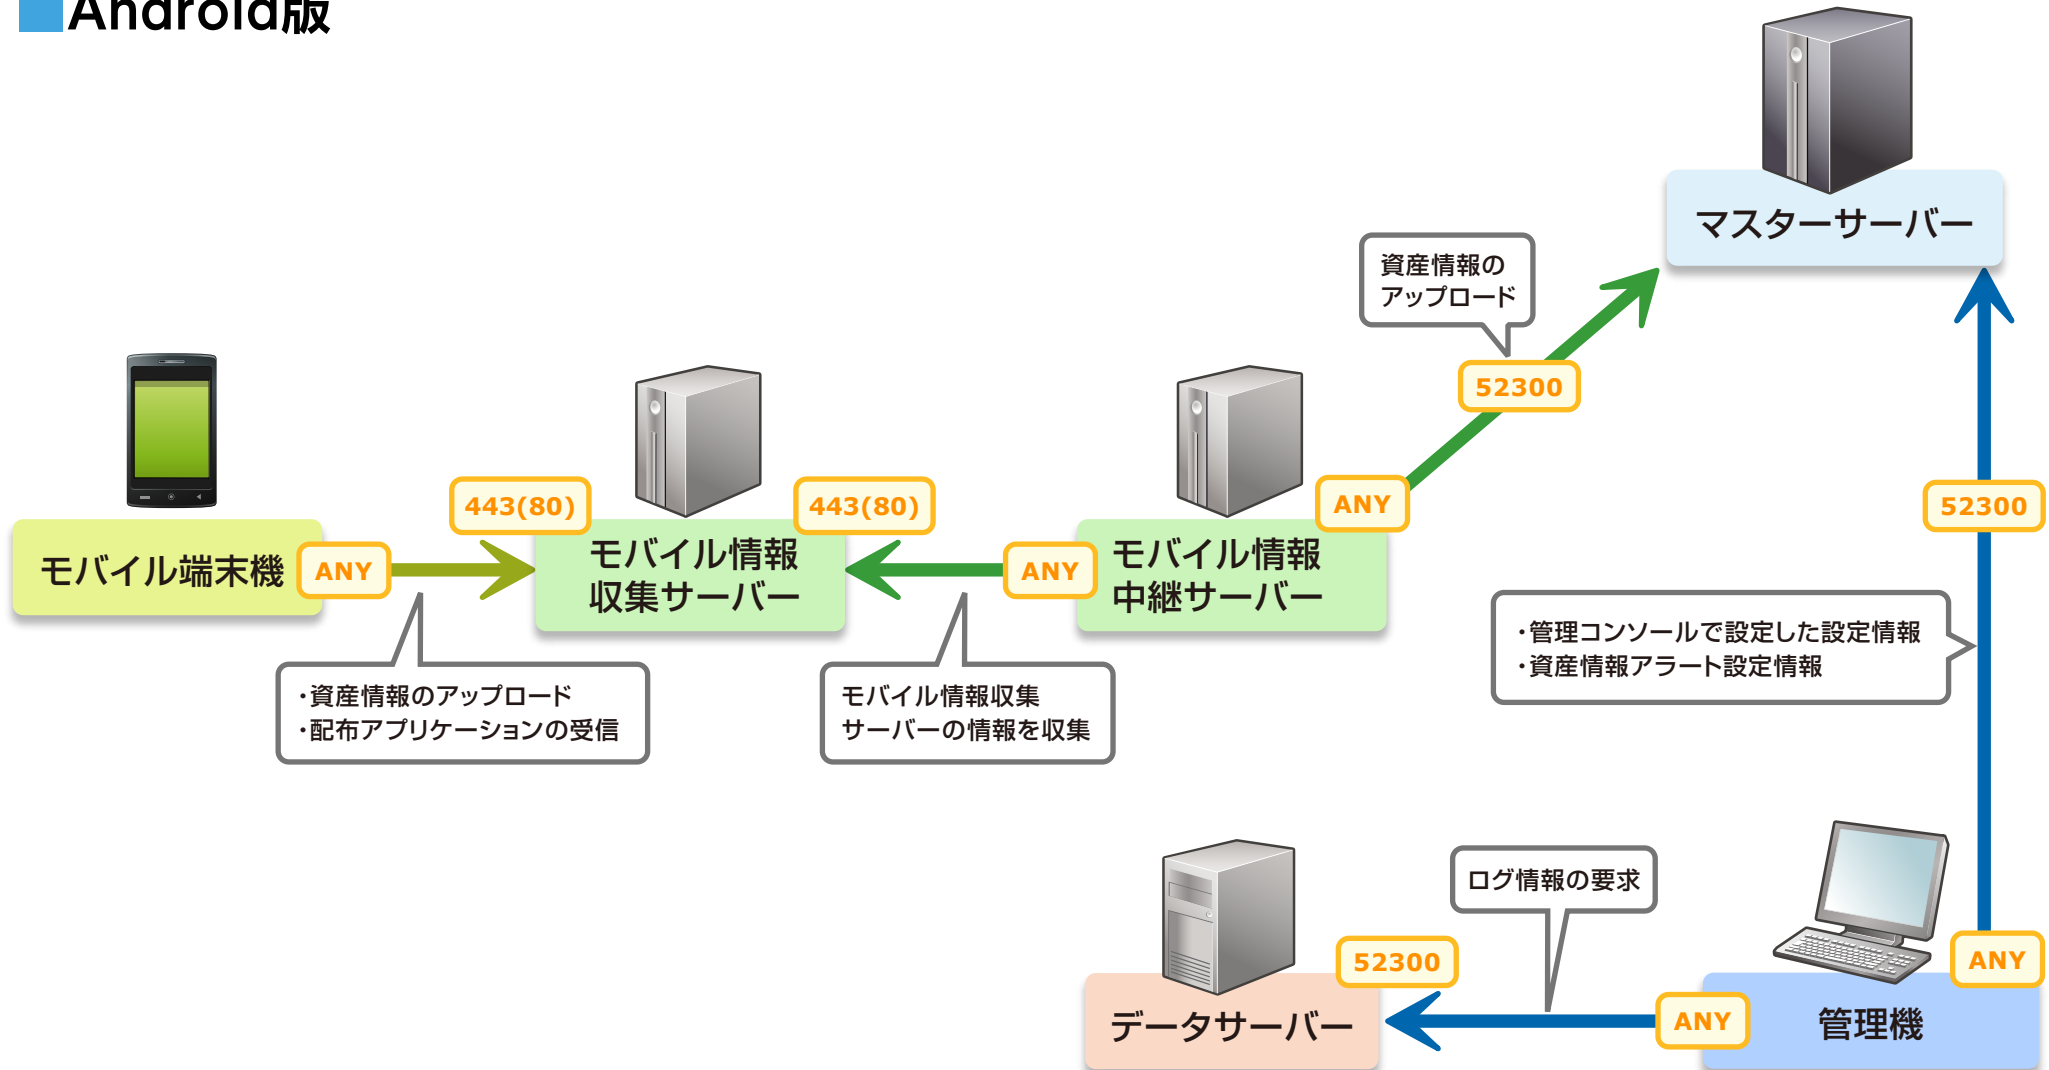 Android版
マスターサーバー
資産情報の
アップロード
52300
モバイル端末機
ANY
443(80)
モバイル情報
収集サーバー
443(80)
ANY
モバイル情報
中継サーバー
ANY
52300
・資産情報のアップロード
・配布アプリケーションの受信
モバイル情報収集
サーバーの情報を収集
・管理コンソールで設定した設定情報
・資産情報アラート設定情報
ログ情報の要求
52300
データサーバー
ANY
管理機
ANY